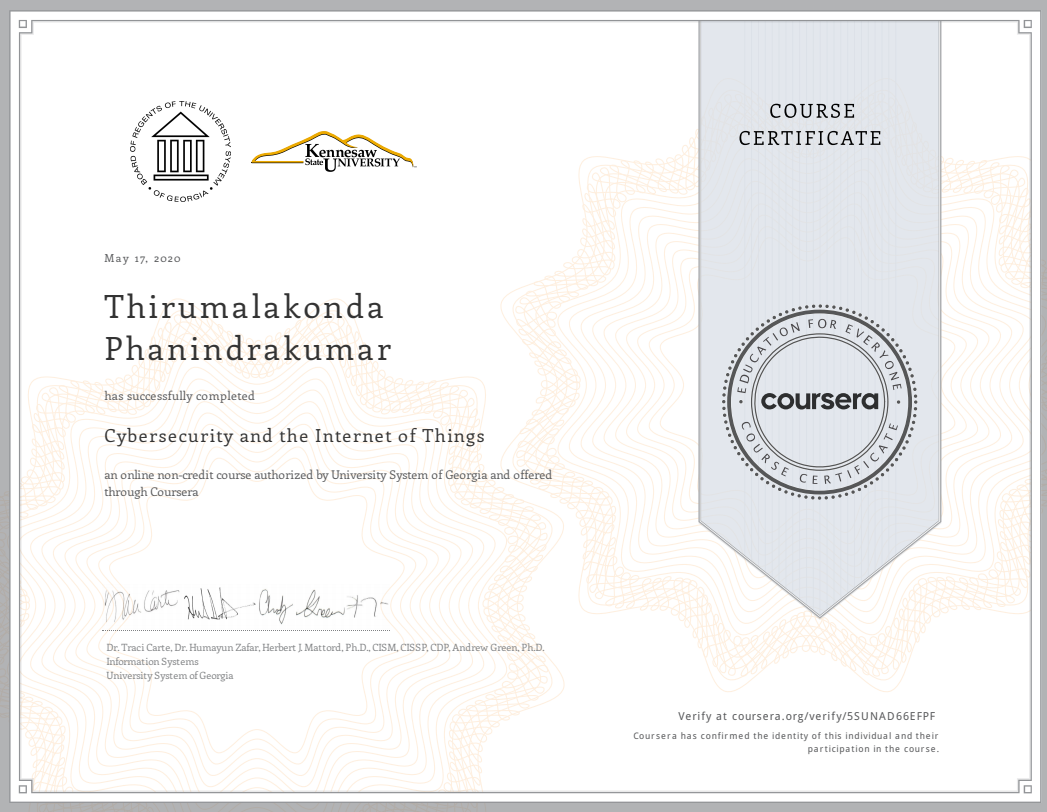 BOARD OF REGENTS OF THE UNIVERSITY SYSTEM
• OF GEORGIA •
Kennesaw
State UNIVERSITY
COURSE
CERTIFICATE
May 17, 2020
Thirumalakonda
Phanindrakumar
has successfully completed
Cybersecurity and the Internet of Things
an online non-credit course authorized by University System of Georgia and offered
through Coursera
EDUCATION FOR EVERYONE
coursera
COURSE CERTIFICATE
Dr. Traci Carte, Dr. Humayun Zafar, Herbert J. Mattord, Ph.D., CISM, CISSP, CDP, Andrew Green, Ph.D.
Information Systems
University System of Georgia
Verify at coursera.org/verify/5SUNAD66EFPF
Coursera has confirmed the identity of this individual and their
participation in the course.